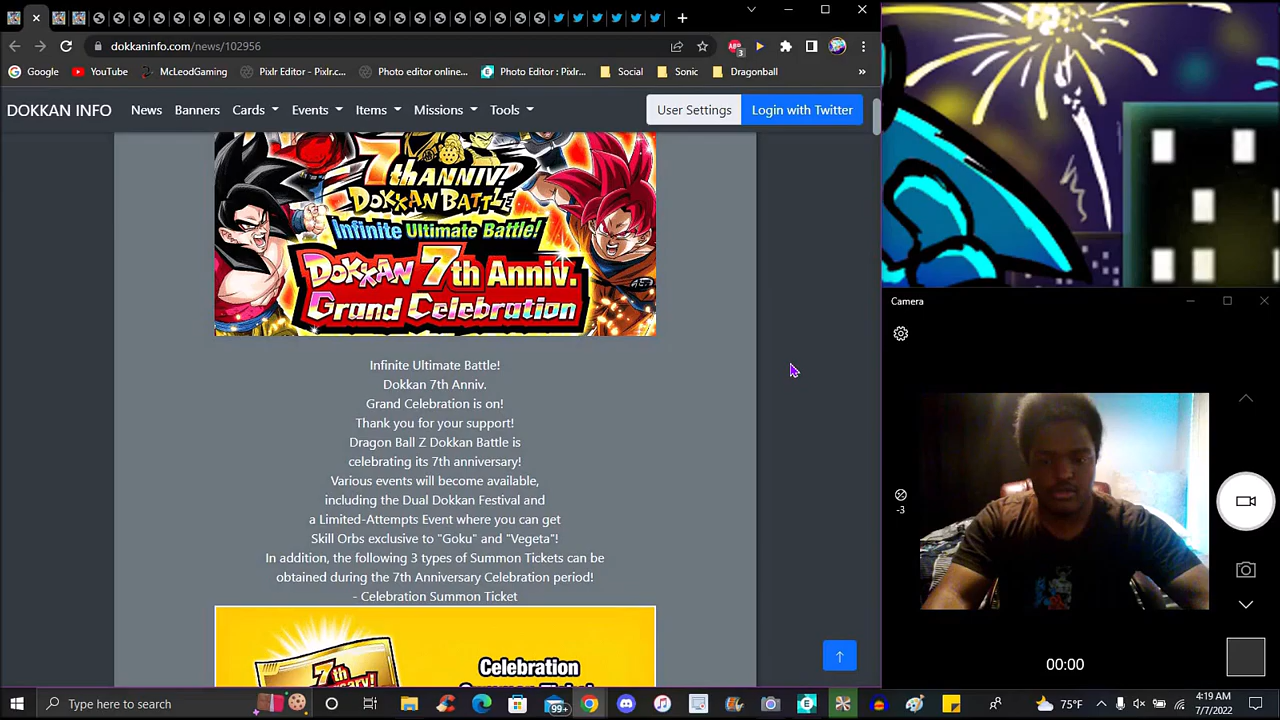 dokkaninfo.com/news/102956
3
Google
YouTube
McLeodGaming
Pixlr Editor - Pixlr.c...
Photo editor online...
Photo Editor : Pixlr...
Social
Sonic
Dragonball
»
DOKKAN INFO
News
Banners
Cards
Events
Items
Missions
Tools
User Settings
Login with Twitter
7thANNIV.
DOKKAN BATTLE
Infinite Ultimate Battle!
DOKKAN 7th Anniv.
Grand Celebration
Infinite Ultimate Battle!
Dokkan 7th Anniv.
Grand Celebration is on!
Thank you for your support!
Dragon Ball Z Dokkan Battle is
celebrating its 7th anniversary!
Various events will become available,
including the Dual Dokkan Festival and
a Limited-Attempts Event where you can get
Skill Orbs exclusive to "Goku" and "Vegeta"!
In addition, the following 3 types of Summon Tickets can be
obtained during the 7th Anniversary Celebration period!
- Celebration Summon Ticket
7th
Celebration
Camera
-3
00:00
Type here to search
99+
75°F
4:19 AM
7/7/2022